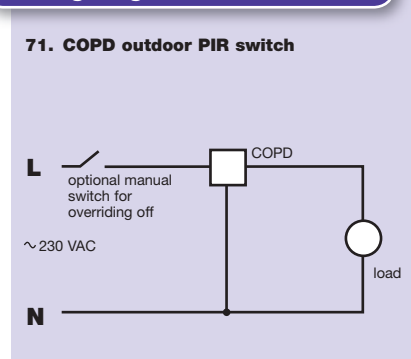 71. COPD outdoor PIR switch
COPD
L
optional manual
switch for
overriding off
~230 VAC
load
N